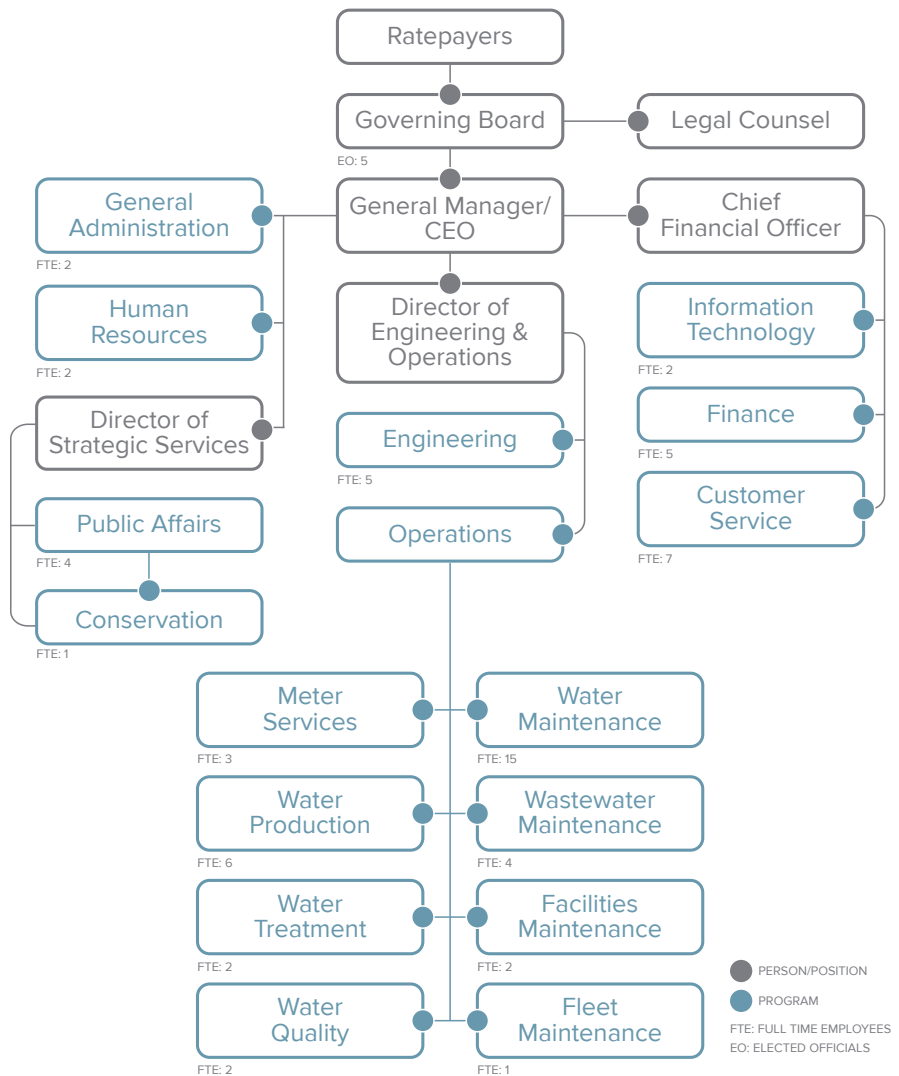 Ratepayers
Governing Board
EO: 5
Legal Counsel
General Manager/
CEO
Chief
Financial Officer
General
Administration
FTE: 2
Human
Resources
FTE: 2
Director of
Strategic Services
Public Affairs
FTE: 4
Conservation
FTE: 1
Director of
Engineering &
Operations
Engineering
FTE: 5
Operations
Information
Technology
FTE: 2
Finance
FTE: 5
Customer
Service
FTE: 7
Meter
Services
FTE: 3
Water
Maintenance
FTE: 15
Water
Production
FTE: 6
Wastewater
Maintenance
FTE: 4
Water
Treatment
FTE: 2
Facilities
Maintenance
FTE: 2
Water
Quality
FTE: 2
Fleet
Maintenance
FTE: 1
PERSON/POSITION
PROGRAM
FTE: FULL TIME EMPLOYEES
EO: ELECTED OFFICIALS